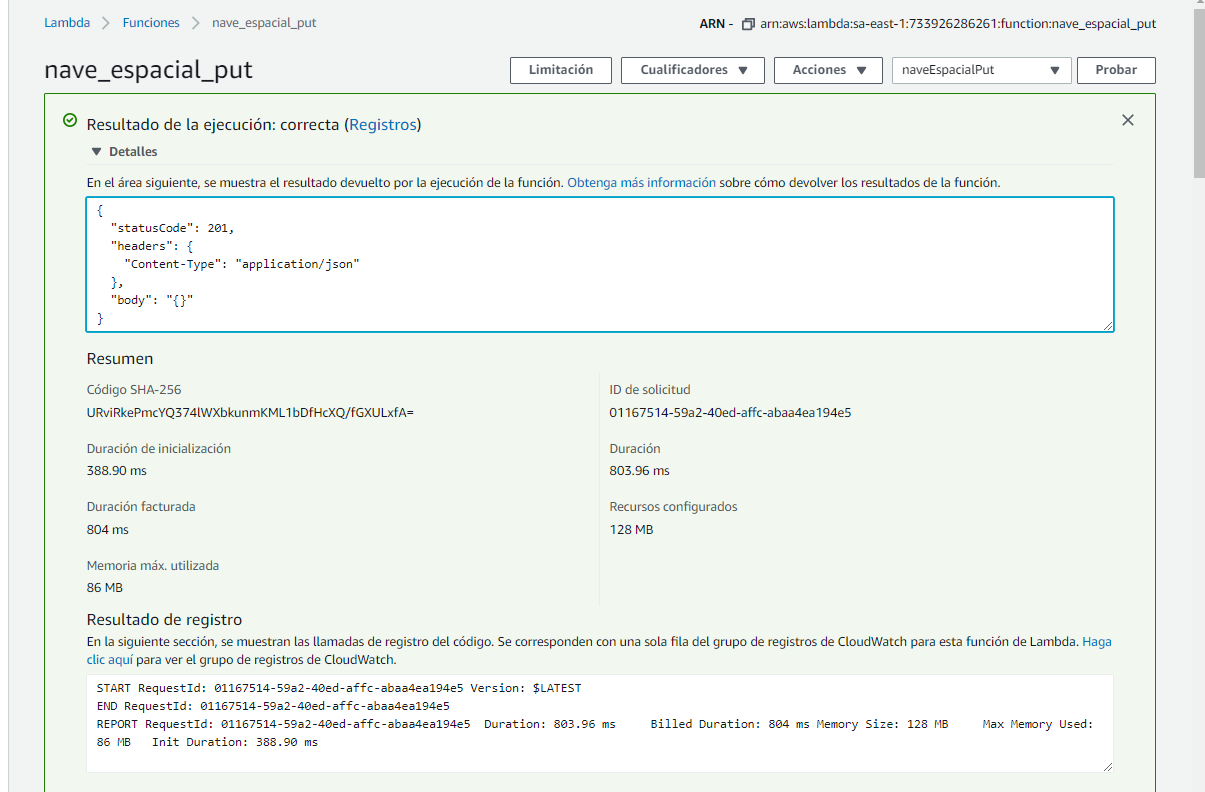 Lambda > Funciones > nave_espacial_put
ARN - arn:aws:lambda:sa-east-1:733926286261:function:nave_espacial_put
nave_espacial_put
Limitación
Cualificadores ▼
Acciones ▼
naveEspacialPut ▼
Probar
Resultado de la ejecución: correcta (Registros)
▼ Detalles
En el área siguiente, se muestra el resultado devuelto por la ejecución de la función. Obtenga más información sobre cómo devolver los resultados de la función.
{
  "statusCode": 201,
  "headers": {
    "Content-Type": "application/json"
  },
  "body": "{}"
}
Resumen
Código SHA-256
URviRkePmcYQ374lWXbkunmKML1bDfHcXQ/fGXULxfA=
ID de solicitud
01167514-59a2-40ed-affc-abaa4ea194e5
Duración de inicialización
388.90 ms
Duración
803.96 ms
Duración facturada
804 ms
Recursos configurados
128 MB
Memoria máx. utilizada
86 MB
Resultado de registro
En la siguiente sección, se muestran las llamadas de registro del código. Se corresponden con una sola fila del grupo de registros de CloudWatch para esta función de Lambda. Haga
clic aquí para ver el grupo de registros de CloudWatch.
START RequestId: 01167514-59a2-40ed-affc-abaa4ea194e5 Version: $LATEST
END RequestId: 01167514-59a2-40ed-affc-abaa4ea194e5
REPORT RequestId: 01167514-59a2-40ed-affc-abaa4ea194e5  Duration: 803.96 ms     Billed Duration: 804 ms Memory Size: 128 MB     Max Memory Used:
86 MB   Init Duration: 388.90 ms